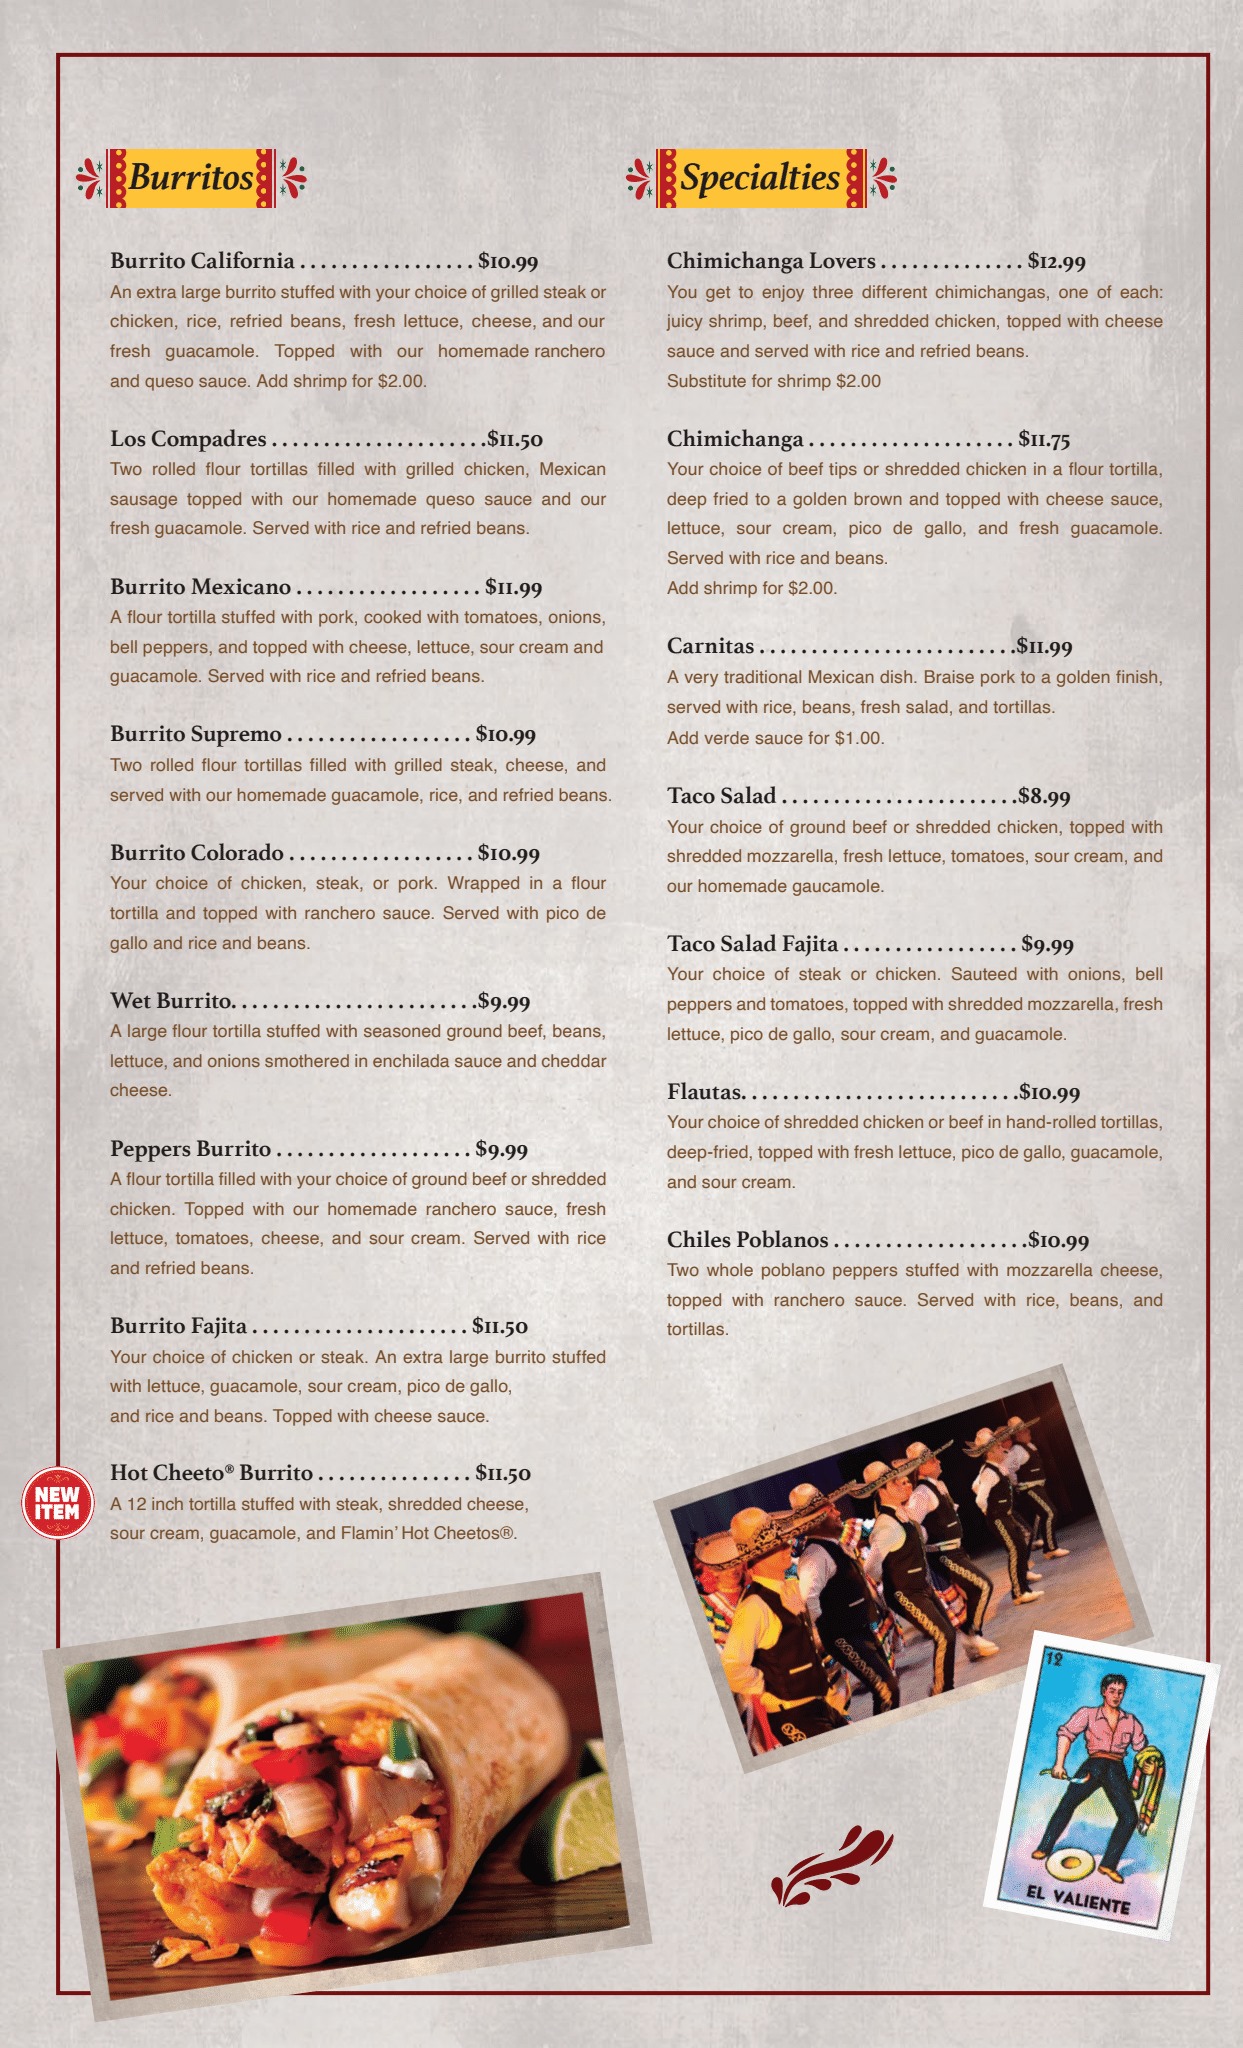 Burritos
Burrito California . . . . . . . . . . . . . . . . . $10.99
An extra large burrito stuffed with your choice of grilled steak or
chicken, rice, refried beans, fresh lettuce, cheese, and our
fresh guacamole. Topped with our homemade ranchero
and queso sauce. Add shrimp for $2.00.
Los Compadres . . . . . . . . . . . . . . . . . . . . .$11.50
Two rolled flour tortillas filled with grilled chicken, Mexican
sausage topped with our homemade queso sauce and our
fresh guacamole. Served with rice and refried beans.
Burrito Mexicano . . . . . . . . . . . . . . . . . . $11.99
A flour tortilla stuffed with pork, cooked with tomatoes, onions,
bell peppers, and topped with cheese, lettuce, sour cream and
guacamole. Served with rice and refried beans.
Burrito Supremo . . . . . . . . . . . . . . . . . . $10.99
Two rolled flour tortillas filled with grilled steak, cheese, and
served with our homemade guacamole, rice, and refried beans.
Burrito Colorado . . . . . . . . . . . . . . . . . . $10.99
Your choice of chicken, steak, or pork. Wrapped in a flour
tortilla and topped with ranchero sauce. Served with pico de
gallo and rice and beans.
Wet Burrito. . . . . . . . . . . . . . . . . . . . . . . .$9.99
A large flour tortilla stuffed with seasoned ground beef, beans,
lettuce, and onions smothered in enchilada sauce and cheddar
cheese.
Peppers Burrito . . . . . . . . . . . . . . . . . . . $9.99
A flour tortilla filled with your choice of ground beef or shredded
chicken. Topped with our homemade ranchero sauce, fresh
lettuce, tomatoes, cheese, and sour cream. Served with rice
and refried beans.
Burrito Fajita . . . . . . . . . . . . . . . . . . . . . $11.50
Your choice of chicken or steak. An extra large burrito stuffed
with lettuce, guacamole, sour cream, pico de gallo,
and rice and beans. Topped with cheese sauce.
NEW
ITEM
Hot Cheeto® Burrito . . . . . . . . . . . . . . . $11.50
A 12 inch tortilla stuffed with steak, shredded cheese,
sour cream, guacamole, and Flamin’ Hot Cheetos®.
Specialties
Chimichanga Lovers . . . . . . . . . . . . . . $12.99
You get to enjoy three different chimichangas, one of each:
juicy shrimp, beef, and shredded chicken, topped with cheese
sauce and served with rice and refried beans.
Substitute for shrimp $2.00
Chimichanga . . . . . . . . . . . . . . . . . . . . $11.75
Your choice of beef tips or shredded chicken in a flour tortilla,
deep fried to a golden brown and topped with cheese sauce,
lettuce, sour cream, pico de gallo, and fresh guacamole.
Served with rice and beans.
Add shrimp for $2.00.
Carnitas . . . . . . . . . . . . . . . . . . . . . . . . .$11.99
A very traditional Mexican dish. Braise pork to a golden finish,
served with rice, beans, fresh salad, and tortillas.
Add verde sauce for $1.00.
Taco Salad . . . . . . . . . . . . . . . . . . . . . . .$8.99
Your choice of ground beef or shredded chicken, topped with
shredded mozzarella, fresh lettuce, tomatoes, sour cream, and
our homemade gaucamole.
Taco Salad Fajita . . . . . . . . . . . . . . . . . $9.99
Your choice of steak or chicken. Sauteed with onions, bell
peppers and tomatoes, topped with shredded mozzarella, fresh
lettuce, pico de gallo, sour cream, and guacamole.
Flautas. . . . . . . . . . . . . . . . . . . . . . . . . . .$10.99
Your choice of shredded chicken or beef in hand-rolled tortillas,
deep-fried, topped with fresh lettuce, pico de gallo, guacamole,
and sour cream.
Chiles Poblanos . . . . . . . . . . . . . . . . . . .$10.99
Two whole poblano peppers stuffed with mozzarella cheese,
topped with ranchero sauce. Served with rice, beans, and
tortillas.
12
EL VALIENTE